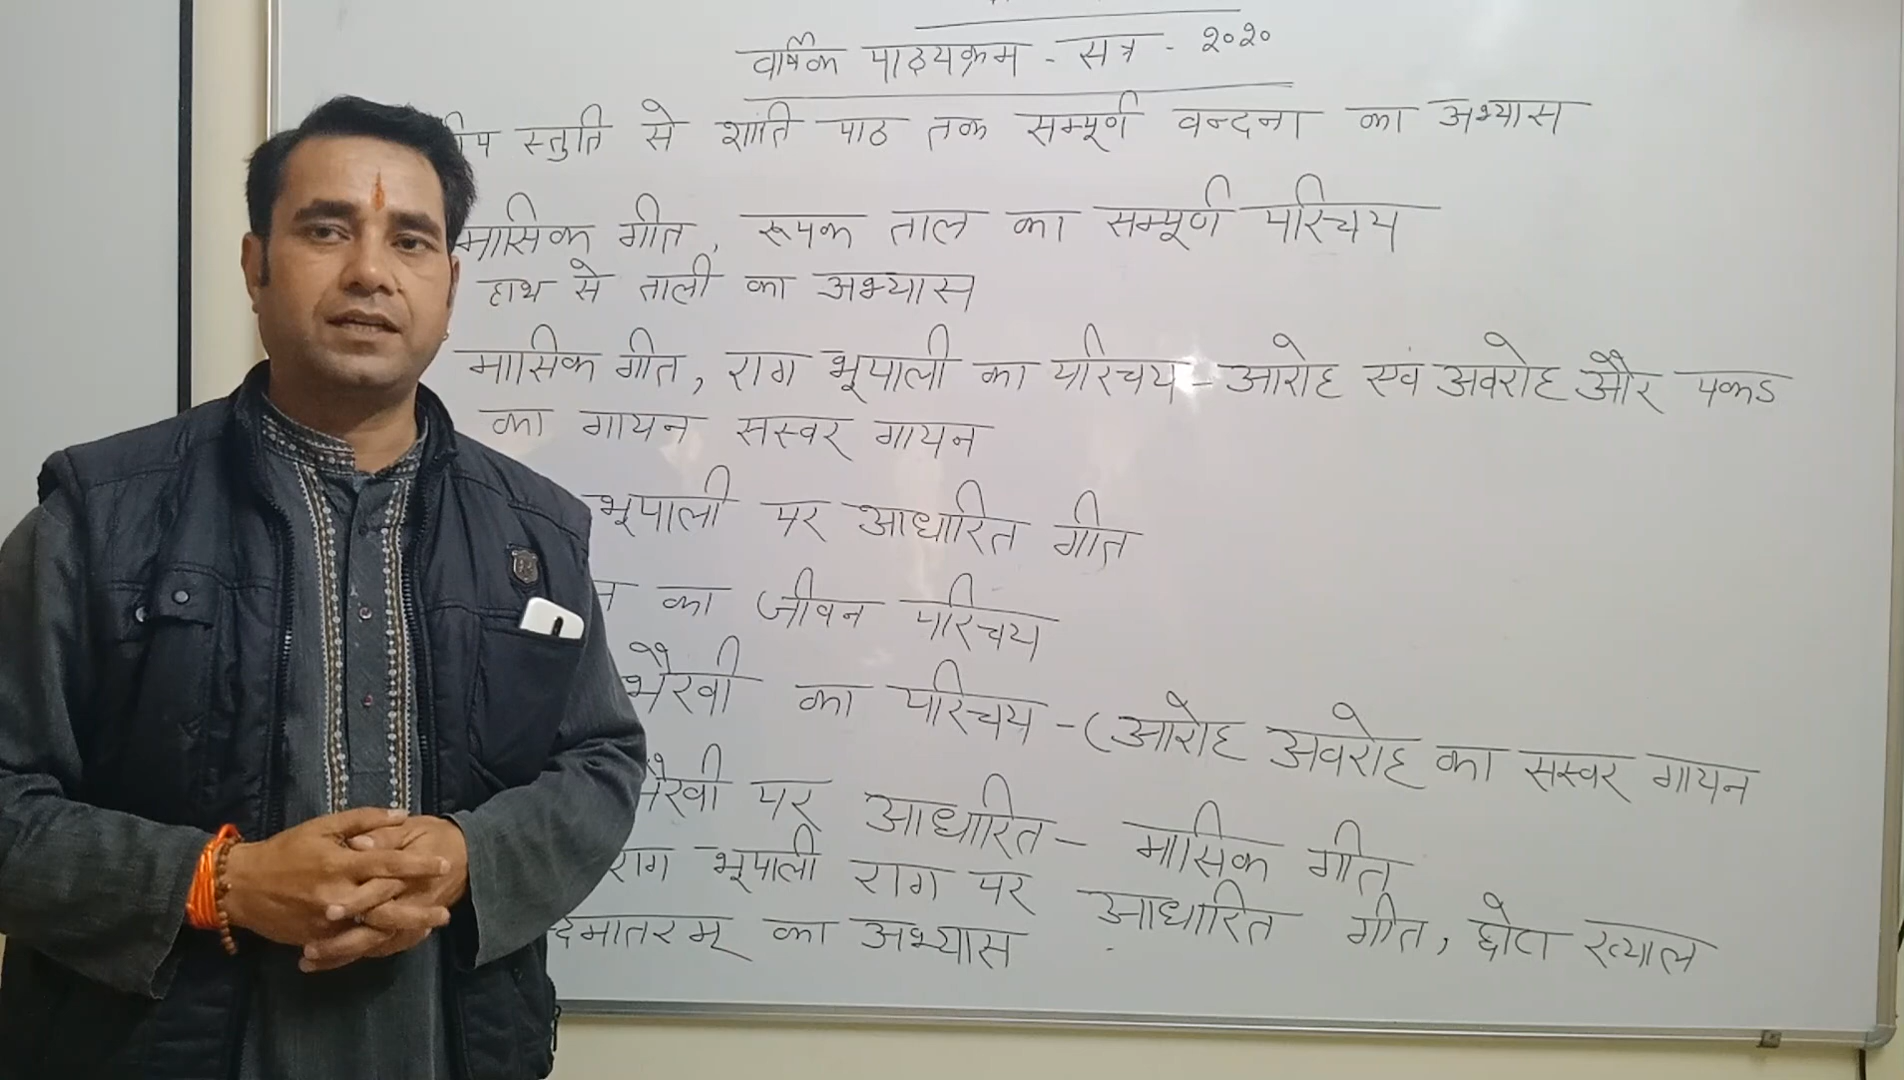 वार्षिक पाठ्यक्रम - सत्र - २०२०
स्तुति से शांति पाठ तक सम्पूर्ण वन्दना का अभ्यास
मासिक गीत, रूपक ताल का सम्पूर्ण परिचय
हाथ से ताली का अभ्यास
मासिक गीत, राग भूपाली का परिचय - आरोह एवं अवरोह और पकड
का गायन सस्वर गायन
भूपाली पर आधारित गीत
का जीवन परिचय
भैरवी का परिचय - (आरोह अवरोह का सस्वर गायन
भैरवी पर आधारित - मासिक गीत
राग भूपाली राग पर आधारित गीत, छोटा ख्याल
देमातरम् का अभ्यास